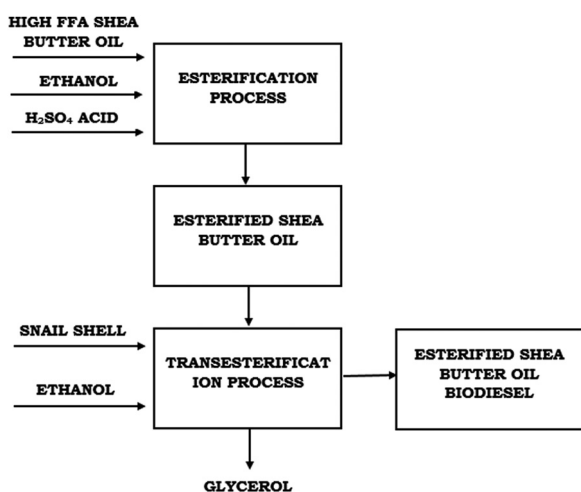 HIGH FFA SHEA
BUTTER OIL
ETHANOL
H₂SO₄ ACID
ESTERIFICATION
PROCESS
ESTERIFIED SHEA
BUTTER OIL
SNAIL SHELL
ETHANOL
TRANSESTERIFICAT
ION PROCESS
ESTERIFIED SHEA
BUTTER OIL
BIODIESEL
GLYCEROL